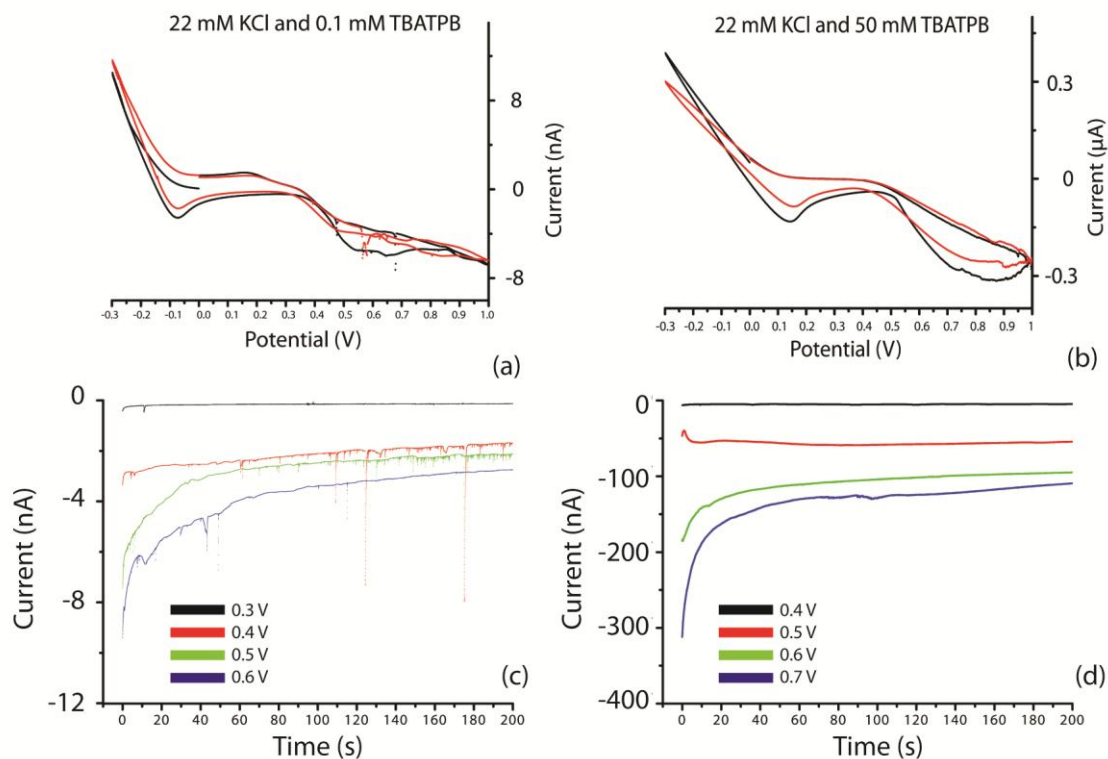 22 mM KCl and 0.1 mM TBATPB
8
0
-8
Current (nA)
-0.3 -0.2 -0.1 0.0 0.1 0.2 0.3 0.4 0.5 0.6 0.7 0.8 0.9 1.0
Potential (V)
(a)
22 mM KCl and 50 mM TBATPB
0.3
0
-0.3
Current (µA)
-0.3 -0.2 -0.1 0.0 0.1 0.2 0.3 0.4 0.5 0.6 0.7 0.8 0.9 1
Potential (V)
(b)
0
-4
-8
-12
Current (nA)
0.3 V
0.4 V
0.5 V
0.6 V
(c)
0 20 40 60 80 100 120 140 160 180 200
Time (s)
0
-100
-200
-300
-400
Current (nA)
0.4 V
0.5 V
0.6 V
0.7 V
(d)
0 20 40 60 80 100 120 140 160 180 200
Time (s)